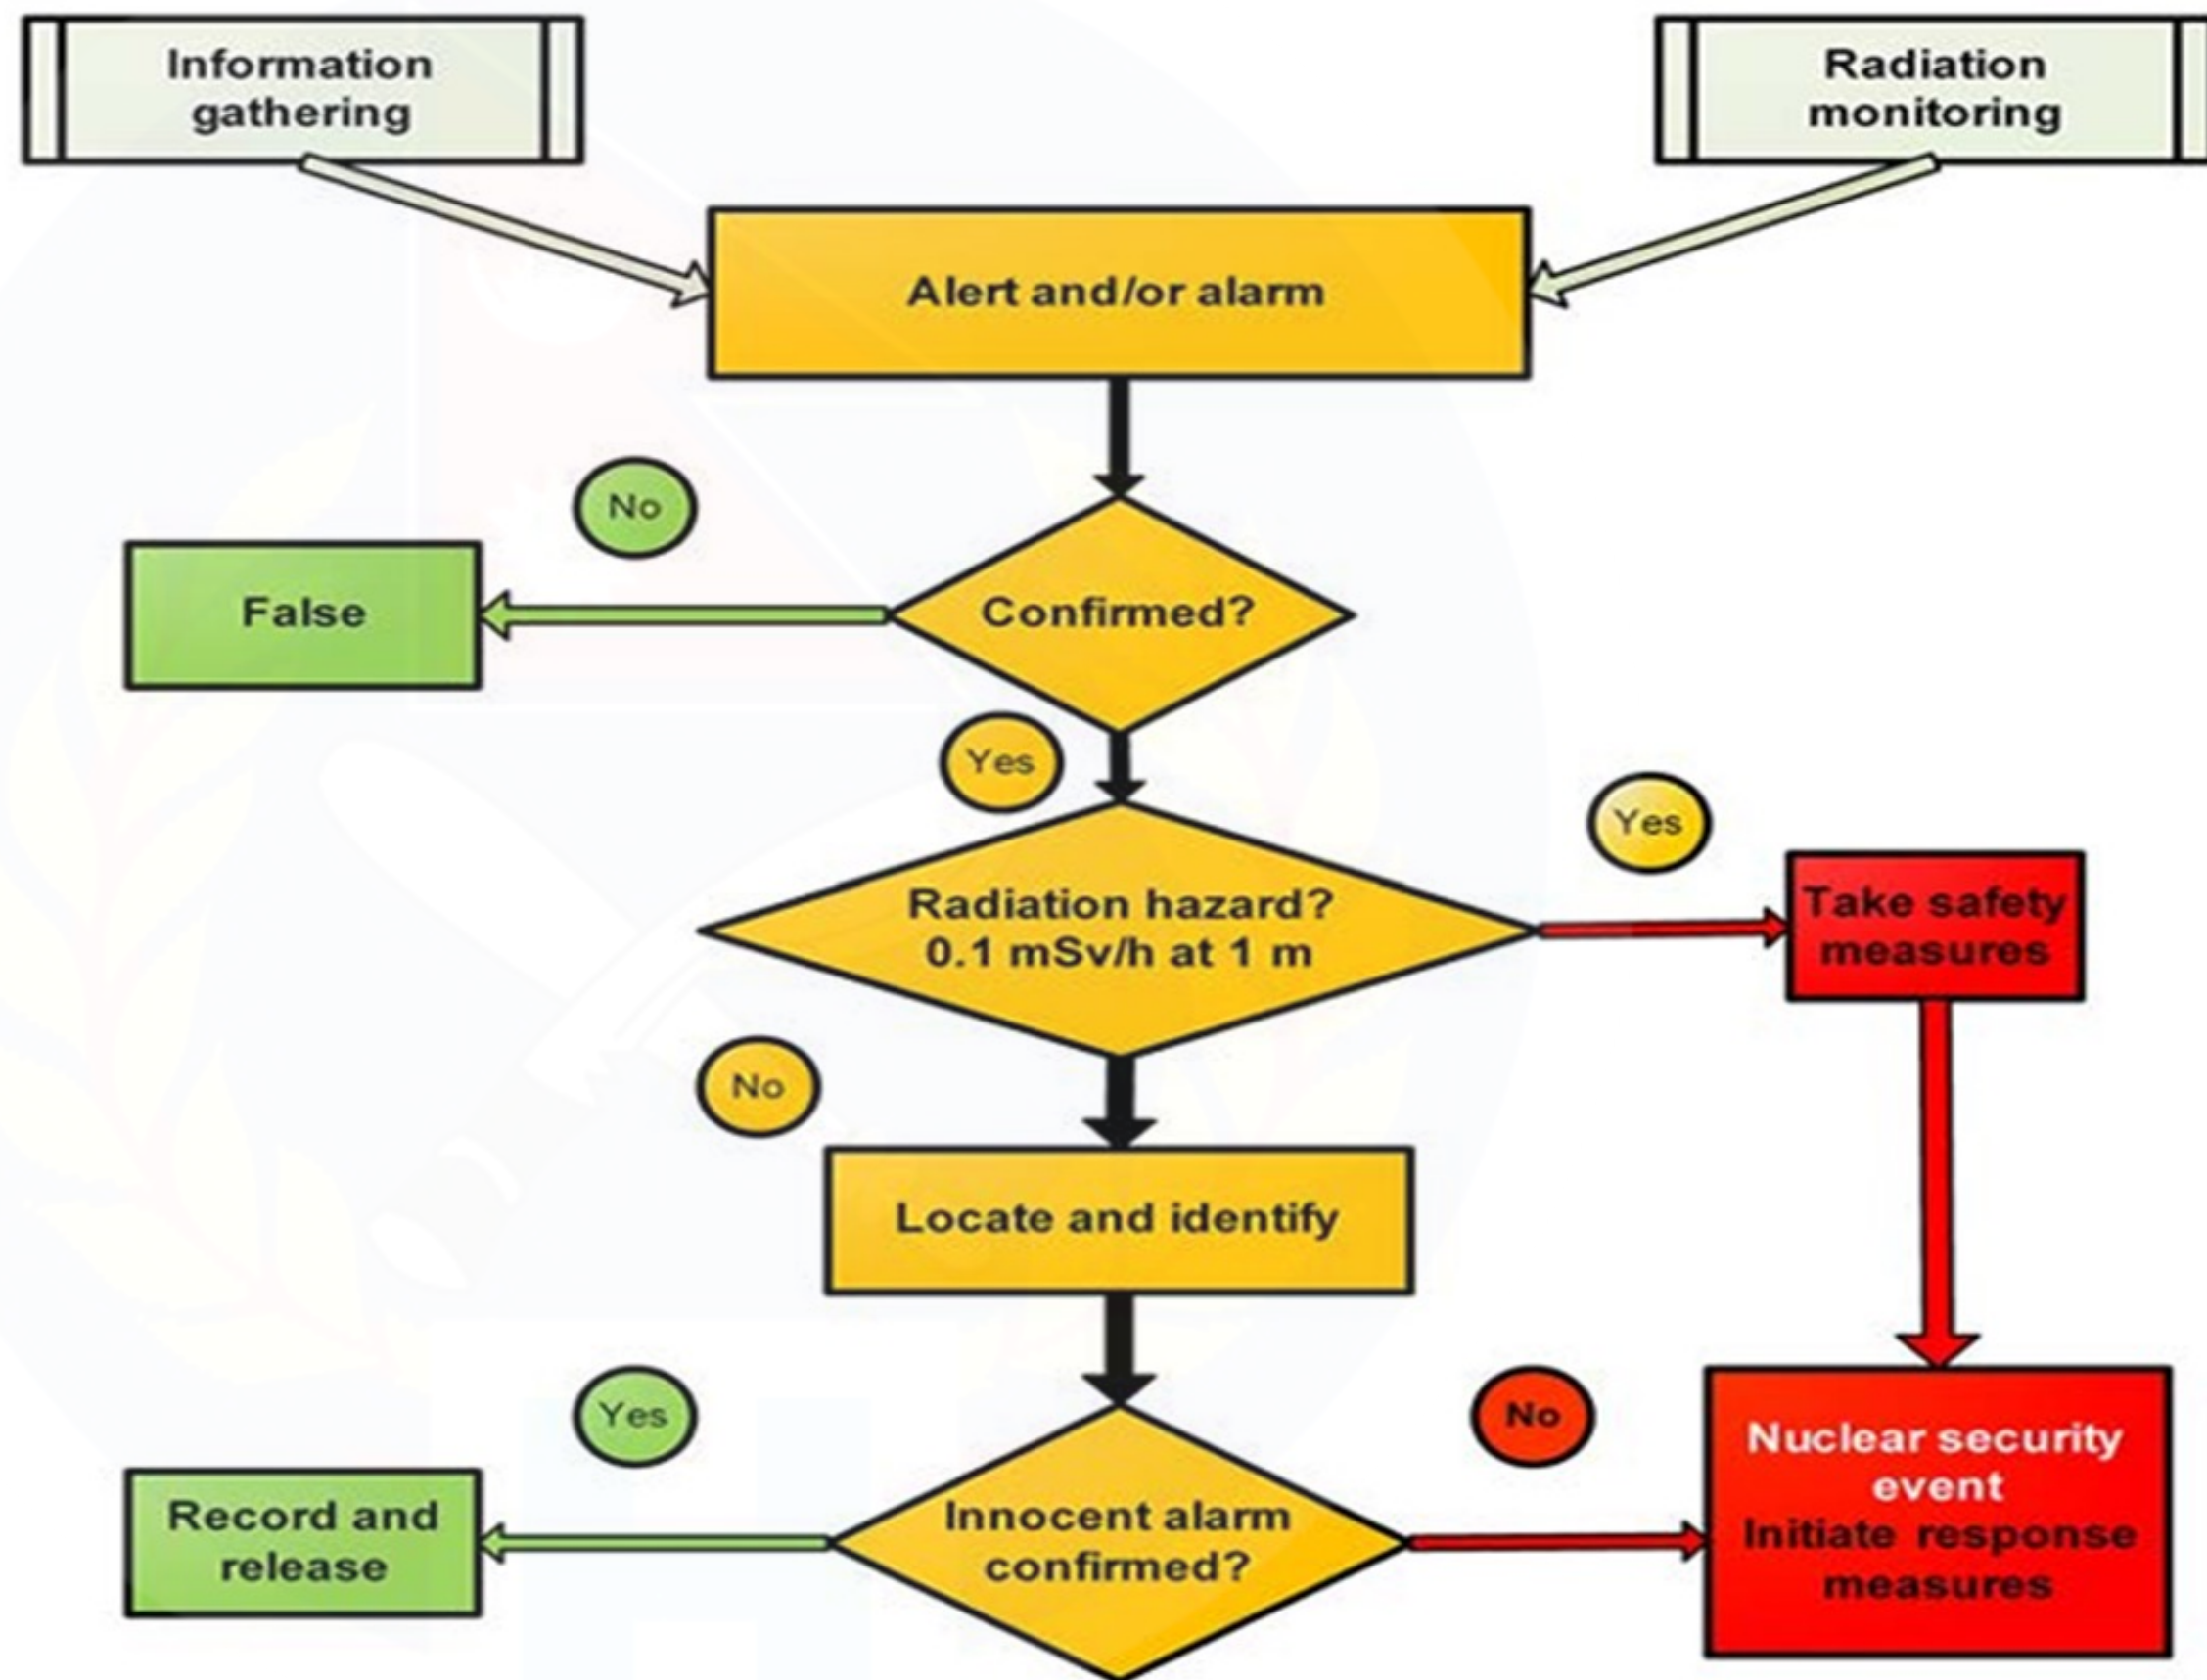 Information
gathering
Radiation
monitoring
Alert and/or alarm
No
False
Confirmed?
Yes
Yes
Radiation hazard?
0.1 mSv/h at 1 m
Take safety
measures
No
Locate and identify
Yes
No
Record and
release
Innocent alarm
confirmed?
Nuclear security
event
Initiate response
measures